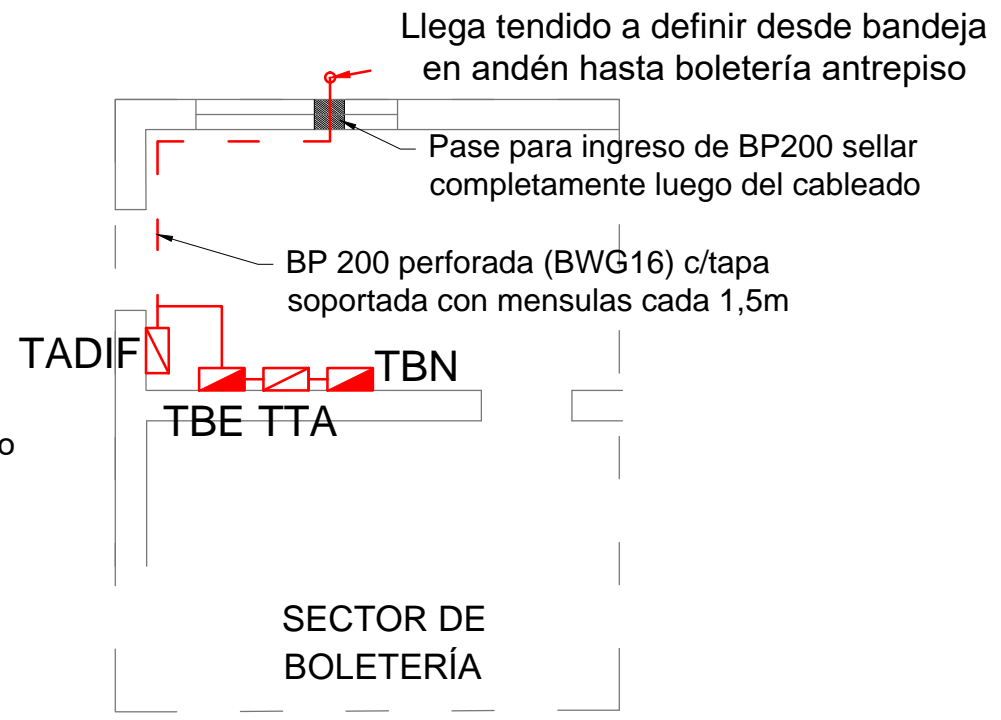 Llega tendido a definir desde bandeja
en andén hasta boletería antrepiso
Pase para ingreso de BP200 sellar
completamente luego del cableado
BP 200 perforada (BWG16) c/tapa
soportada con mensulas cada 1,5m
TADIF
TBN
TBE TTA
o
SECTOR DE
BOLETERÍA